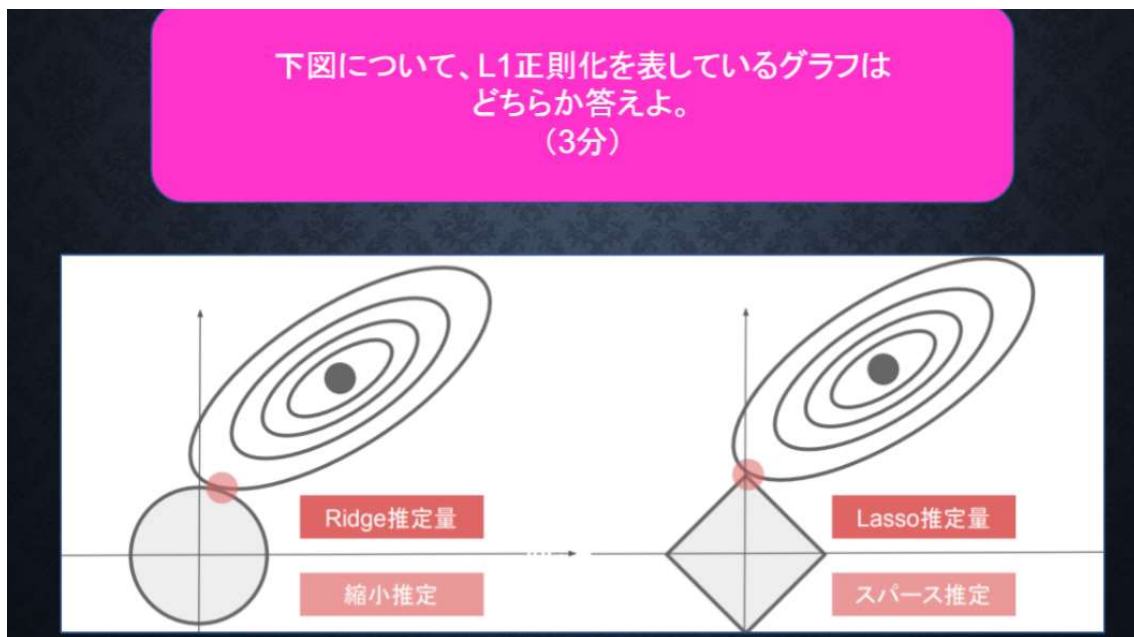 下図について、L1正則化を表しているグラフは
どちらか答えよ。
（3分）
Ridge推定量
縮小推定
Lasso推定量
スパース推定